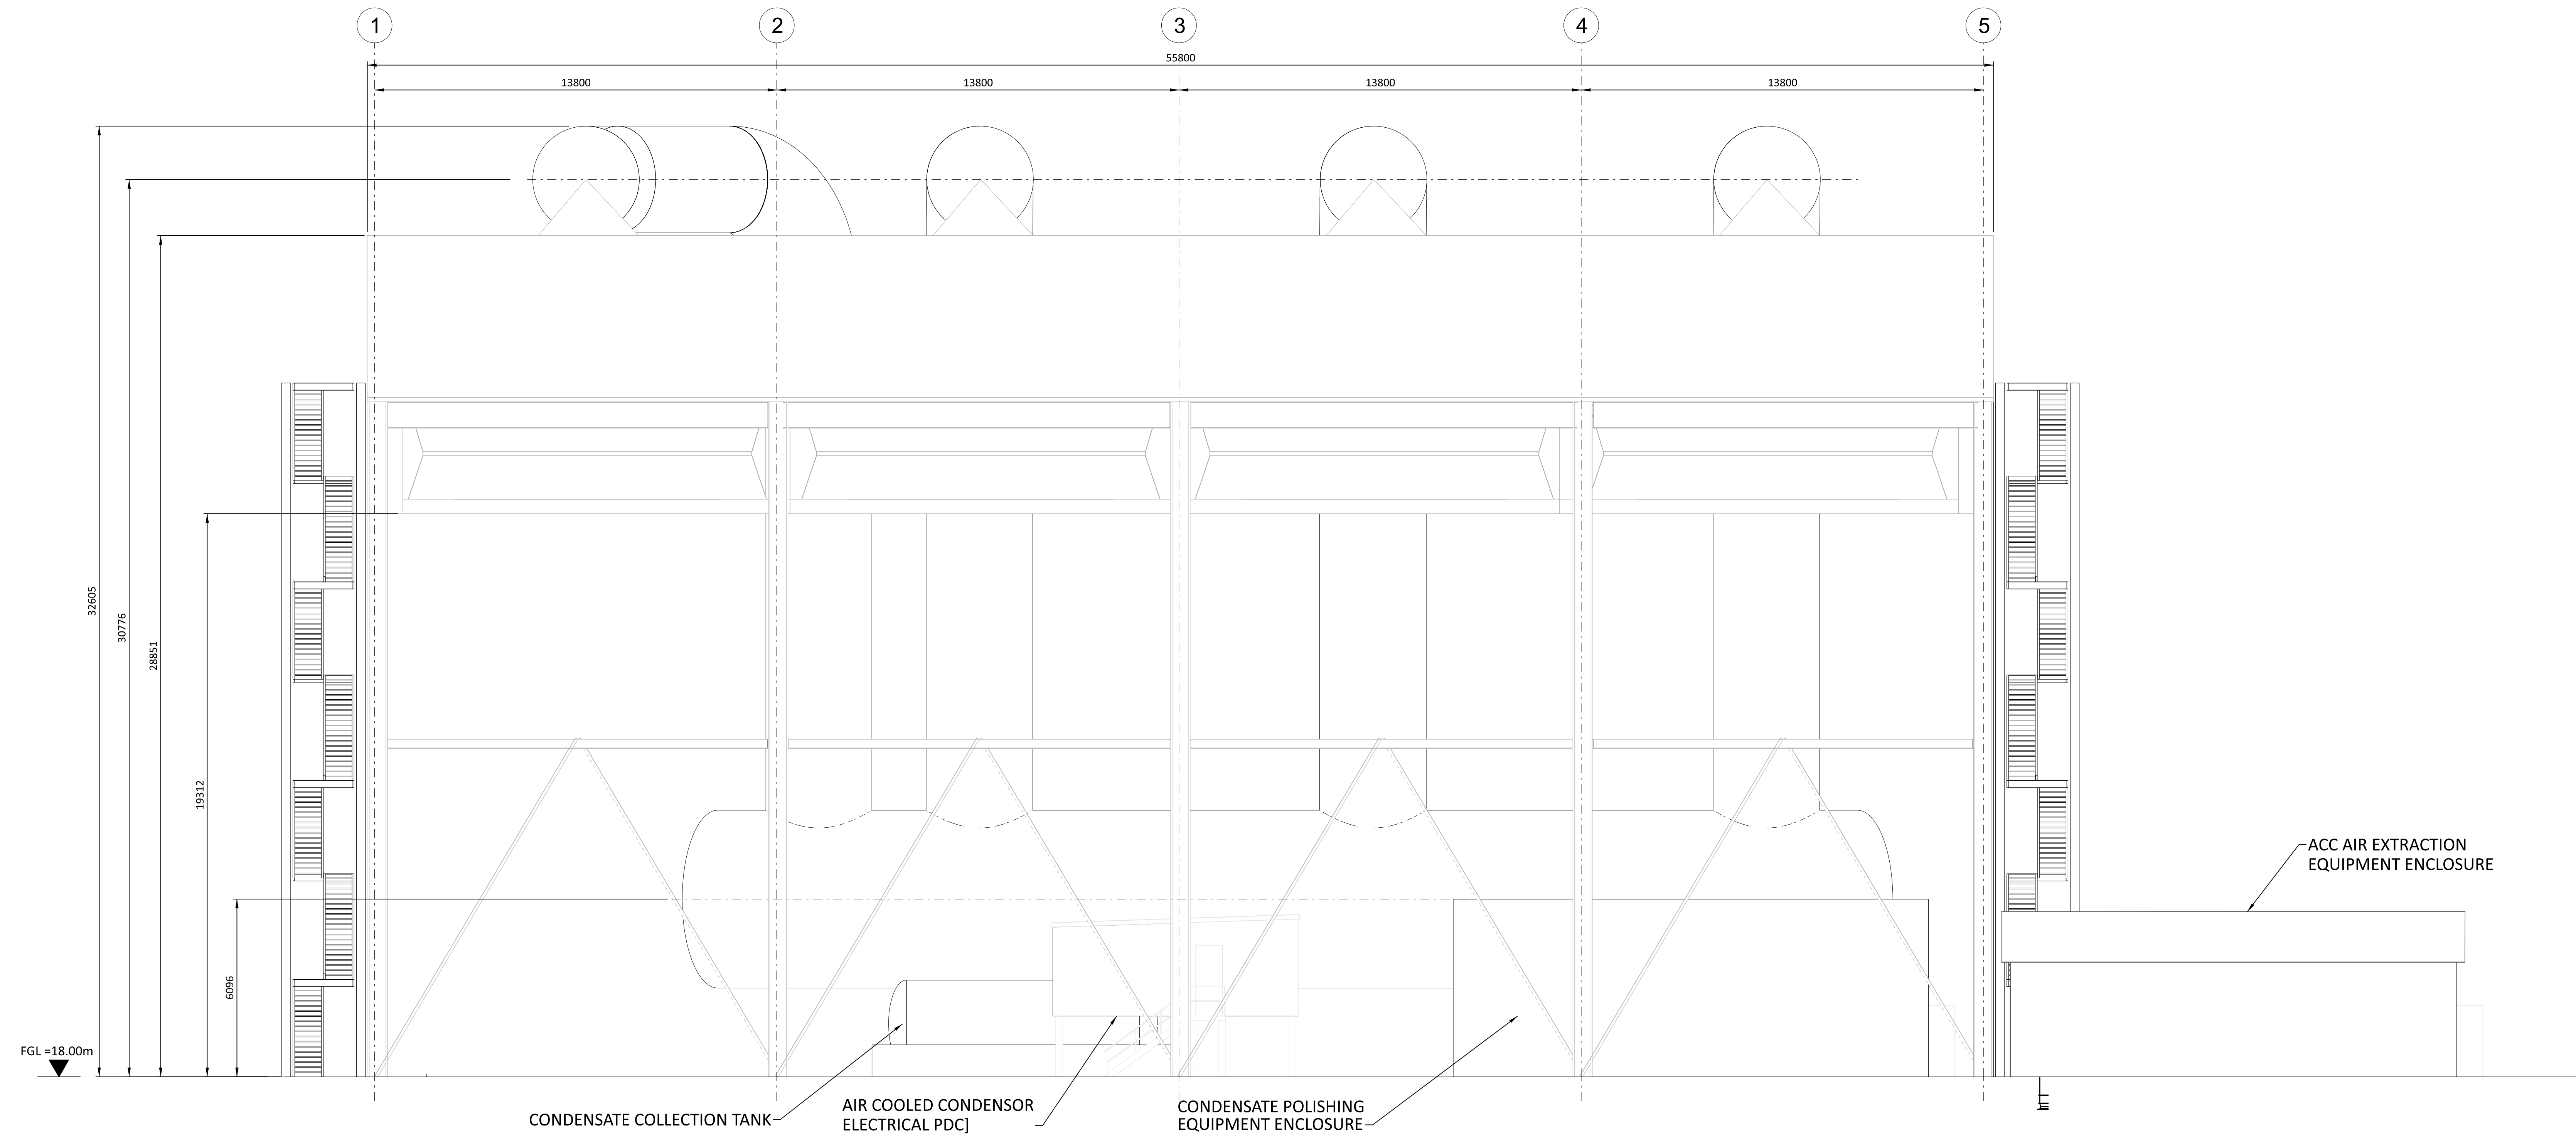 1
2
3
4
5
55800
13800
13800
13800
13800
32605
30776
28851
19312
6096
FGL =18.00m
ACC AIR EXTRACTION
EQUIPMENT ENCLOSURE
CONDENSATE COLLECTION TANK
AIR COOLED CONDENSOR
ELECTRICAL PDC]
CONDENSATE POLISHING
EQUIPMENT ENCLOSURE